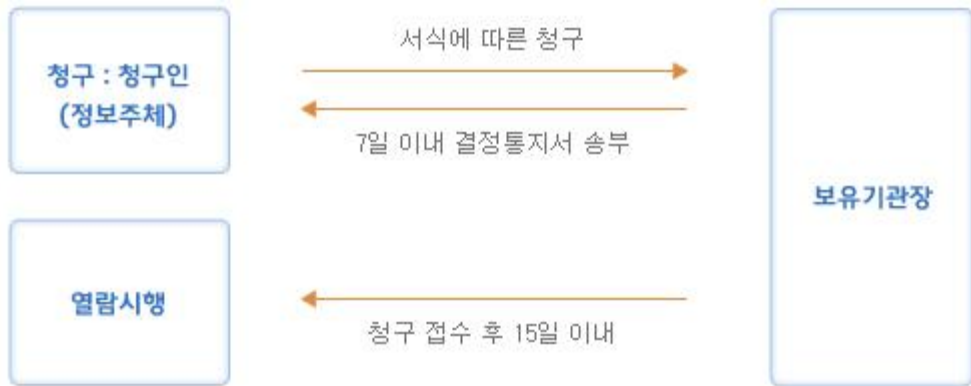 서식에 따른 청구
청구 : 청구인
(정보주체)
7일 이내 결정통지서 송부
보유기관장
열람시행
청구 접수 후 15일 이내